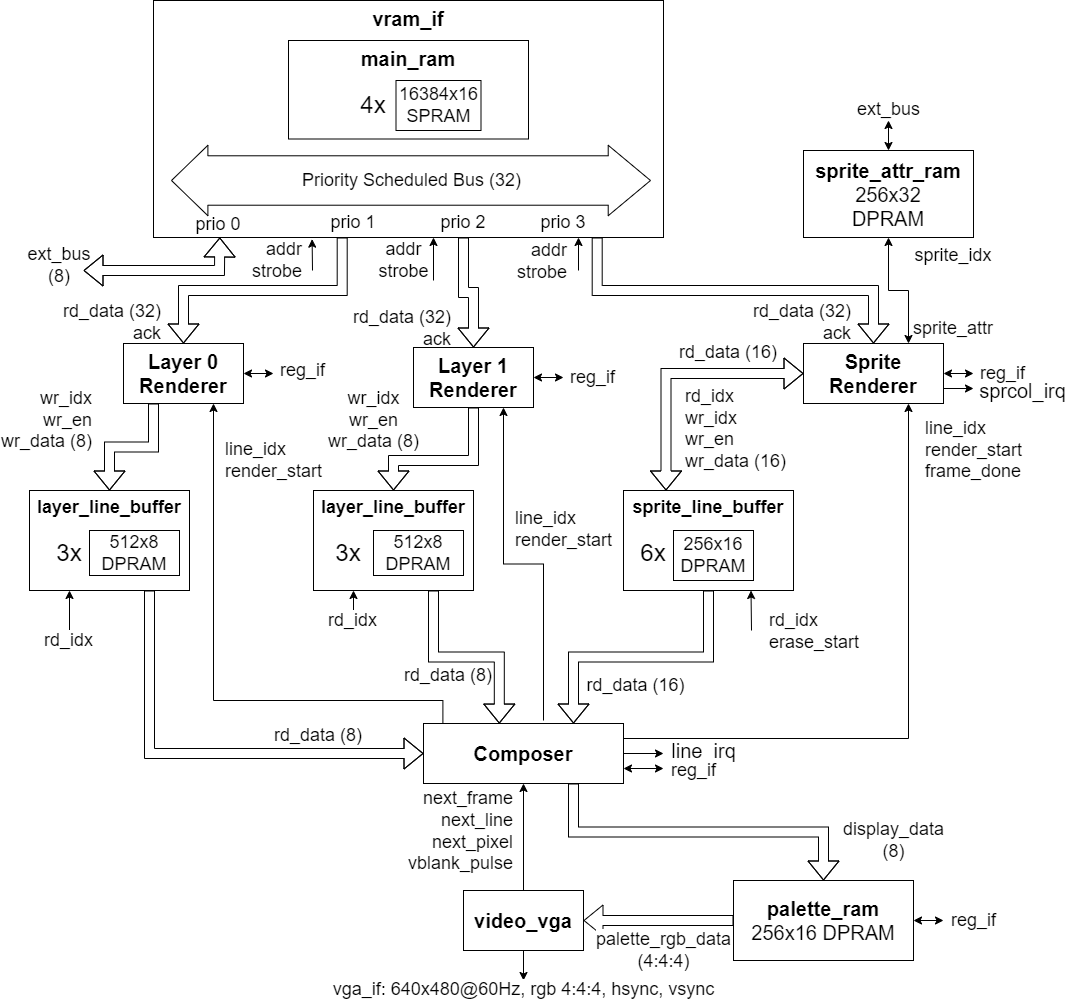 vram_if
main_ram
4x
16384x16
SPRAM
Priority Scheduled Bus (32)
prio 0
prio 1
prio 2
prio 3
ext_bus
(8)
addr
strobe
addr
strobe
addr
strobe
ext_bus
sprite_attr_ram
256x32
DPRAM
sprite_idx
sprite_attr
rd_data (32)
ack
rd_data (32)
ack
rd_data (32)
ack
Layer 0
Renderer
reg_if
Layer 1
Renderer
reg_if
Sprite
Renderer
reg_if
sprcol_irq
wr_idx
wr_en
wr_data (8)
line_idx
render_start
wr_idx
wr_en
wr_data (8)
line_idx
render_start
rd_data (16)
rd_idx
wr_idx
wr_en
wr_data (16)
line_idx
render_start
frame_done
layer_line_buffer
3x
512x8
DPRAM
rd_idx
layer_line_buffer
3x
512x8
DPRAM
rd_idx
sprite_line_buffer
6x
256x16
DPRAM
rd_idx
erase_start
rd_data (8)
rd_data (8)
rd_data (16)
Composer
line_irq
reg_if
next_frame
next_line
next_pixel
vblank_pulse
display_data
(8)
video_vga
palette_rgb_data
(4:4:4)
palette_ram
256x16 DPRAM
reg_if
vga_if: 640x480@60Hz, rgb 4:4:4, hsync, vsync